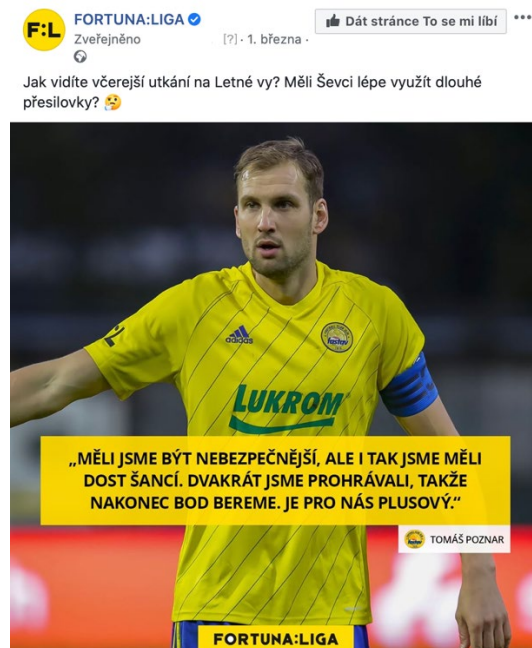 F:L
FORTUNA:LIGA
Dát stránce To se mi líbí
Zveřejněno [?] · 1. března ·
Jak vidíte včerejší utkání na Letné vy? Měli Ševci lépe využít dlouhé
přesilovky? 🤔
adidas
fastav
LUKROM
„MĚLI JSME BÝT NEBEZPEČNĚJŠÍ, ALE I TAK JSME MĚLI
DOST ŠANCÍ. DVAKRÁT JSME PROHRÁVALI, TAKŽE
NAKONEC BOD BEREME. JE PRO NÁS PLUSOVÝ.“
TOMÁŠ POZNAR
FORTUNA:LIGA